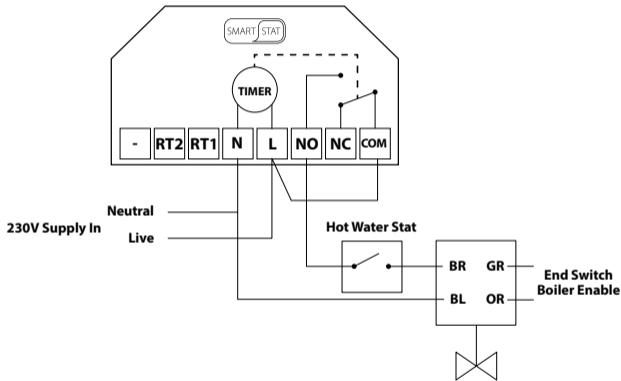 SMART STAT
TIMER
- RT2 RT1 N L NO NC COM
Neutral
230V Supply In
Live
Hot Water Stat
BR GR
BL OR
End Switch
Boiler Enable